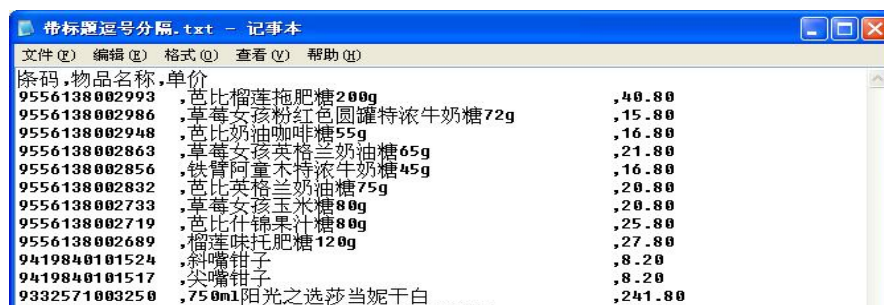 带标题逗号分隔.txt - 记事本
文件(F) 编辑(E) 格式(O) 查看(V) 帮助(H)
条码,物品名称,单价
9556138002993 ,芭比榴莲拖肥糖200g ,40.80
9556138002986 ,草莓女孩粉红色圆罐特浓牛奶糖72g ,15.80
9556138002948 ,芭比奶油咖啡糖55g ,16.80
9556138002863 ,草莓女孩英格兰奶油糖65g ,21.80
9556138002856 ,铁臂阿童木特浓牛奶糖45g ,16.80
9556138002832 ,芭比英格兰奶油糖75g ,20.80
9556138002733 ,草莓女孩玉米糖80g ,20.80
9556138002719 ,芭比什锦果汁糖80g ,25.80
9556138002689 ,榴莲味托肥糖120g ,27.80
9419840101524 ,斜嘴钳子 ,8.20
9419840101517 ,尖嘴钳子 ,8.20
9332571003250 ,750ml阳光之选莎当妮干白 ,241.80